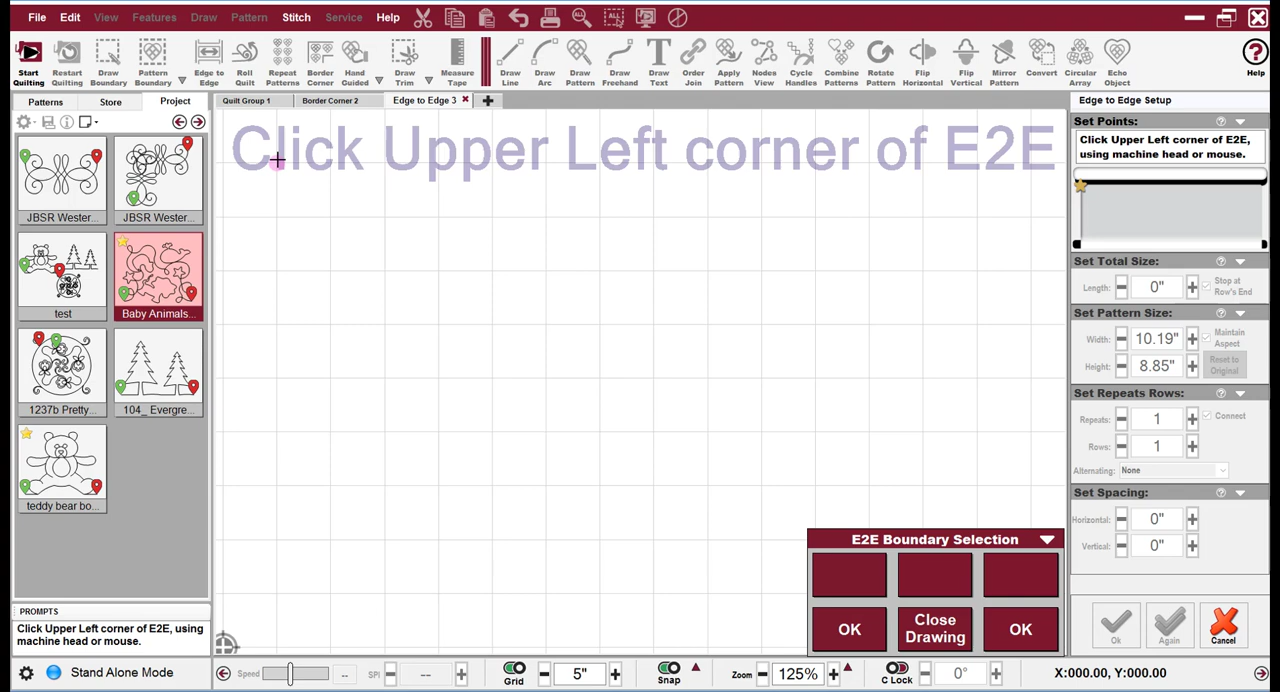 File Edit View Features Draw Pattern Stitch Service Help
Start Quilting
Restart Quilting
Draw Boundary
Pattern Boundary
Edge to Edge
Roll Quilt
Repeat Patterns
Border Corner
Hand Guided
Draw Trim
Measure Tape
Draw Line
Draw Arc
Draw Pattern
Draw Freehand
Draw Text
Order Join
Apply Pattern
Nodes View
Cycle Handles
Combine Patterns
Rotate Pattern
Flip Horizontal
Flip Vertical
Mirror Pattern
Convert
Circular Array
Echo Object
Help
Patterns Store Project
Quilt Group 1 Border Corner 2 Edge to Edge 3
Edge to Edge Setup
Click Upper Left corner of E2E
JBSR Wester... JBSR Wester...
test Baby Animals...
1237b Pretty... 104_ Evergre...
teddy bear bo...
PROMPTS
Click Upper Left corner of E2E, using
machine head or mouse.
Set Points:
Click Upper Left corner of E2E,
using machine head or mouse.
Set Total Size:
Length: 0" Stop at Row's End
Set Pattern Size:
Width: 10.19" Maintain Aspect
Height: 8.85" Reset to Original
Set Repeats Rows:
Repeats: 1 Connect
Rows: 1
Alternating: None
Set Spacing:
Horizontal: 0"
Vertical: 0"
E2E Boundary Selection
OK Close Drawing OK
Ok Again Cancel
Stand Alone Mode Speed -- SPI -- Grid 5" Snap Zoom 125% C Lock 0° X:000.00, Y:000.00